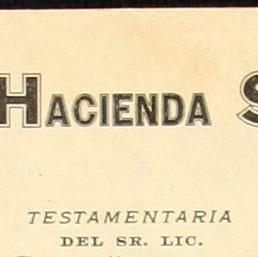 HACIENDA S
TESTAMENTARIA
DEL SR. LIC.